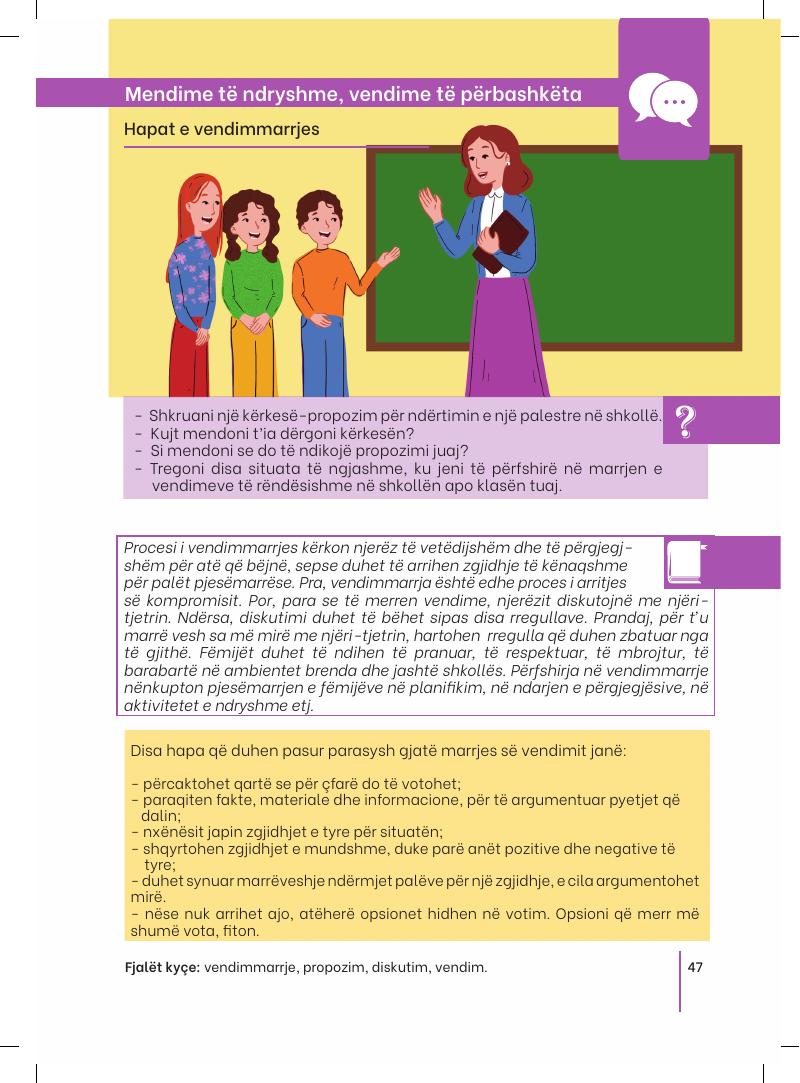 Mendime të ndryshme, vendime të përbashkëta
Hapat e vendimmarrjes
- Shkruani një kërkesë-propozim për ndërtimin e një palestre në shkollë.
- Kujt mendoni t'ia dërgoni kërkesën?
- Si mendoni se do të ndikojë propozimi juaj?
- Tregoni disa situata të ngjashme, ku jeni të përfshirë në marrjen e
vendimeve të rëndësishme në shkollën apo klasën tuaj.
?
Procesi i vendimmarrjes kërkon njerëz të vetëdijshëm dhe të përgjegj-
shëm për atë që bëjnë, sepse duhet të arrihen zgjidhje të kënaqshme
për palët pjesëmarrëse. Pra, vendimmarrja është edhe proces i arritjes
së kompromisit. Por, para se të merren vendime, njerëzit diskutojnë me njëri-
tjetrin. Ndërsa, diskutimi duhet të bëhet sipas disa rregullave. Prandaj, për t'u
marrë vesh sa më mirë me njëri-tjetrin, hartohen rregulla që duhen zbatuar nga
të gjithë. Fëmijët duhet të ndihen të pranuar, të respektuar, të mbrojtur, të
barabartë në ambientet brenda dhe jashtë shkollës. Përfshirja në vendimmarrje
nënkupton pjesëmarrjen e fëmijëve në planifikim, në ndarjen e përgjegjësive, në
aktivitetet e ndryshme etj.
Disa hapa që duhen pasur parasysh gjatë marrjes së vendimit janë:
- përcaktohet qartë se për çfarë do të votohet;
- paraqiten fakte, materiale dhe informacione, për të argumentuar pyetjet që
dalin;
- nxënësit japin zgjidhjet e tyre për situatën;
- shqyrtohen zgjidhjet e mundshme, duke parë anët pozitive dhe negative të
tyre;
- duhet synuar marrëveshje ndërmjet palëve për një zgjidhje, e cila argumentohet
mirë.
- nëse nuk arrihet ajo, atëherë opsionet hidhen në votim. Opsioni që merr më
shumë vota, fiton.
Fjalët kyçe: vendimmarrje, propozim, diskutim, vendim.
47